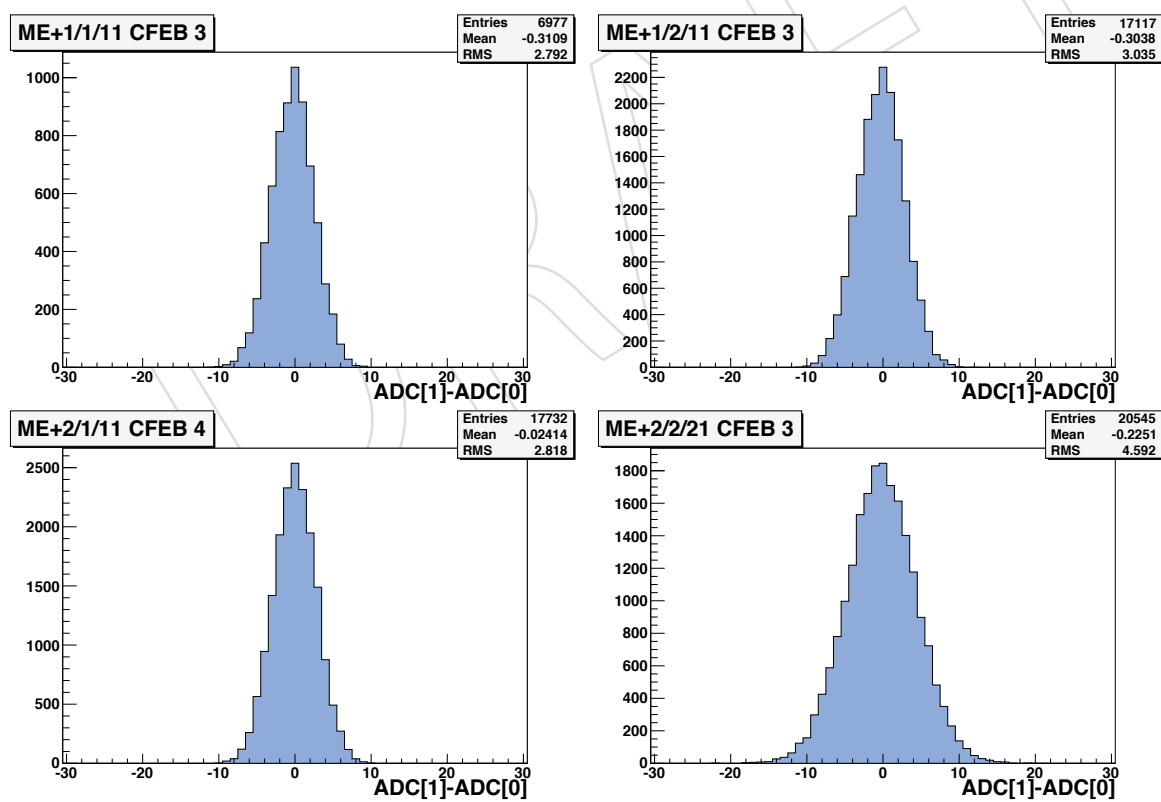 ME+1/1/11 CFEB 3
Entries 6977
Mean -0.3109
RMS 2.792
1000
800
600
400
200
0
-30 -20 -10 0 10 20 30
ADC[1]-ADC[0]
ME+1/2/11 CFEB 3
Entries 17117
Mean -0.3038
RMS 3.035
2200
2000
1800
1600
1400
1200
1000
800
600
400
200
0
-30 -20 -10 0 10 20 30
ADC[1]-ADC[0]
ME+2/1/11 CFEB 4
Entries 17732
Mean -0.02414
RMS 2.818
2500
2000
1500
1000
500
0
-30 -20 -10 0 10 20 30
ADC[1]-ADC[0]
ME+2/2/21 CFEB 3
Entries 20545
Mean -0.2251
RMS 4.592
1800
1600
1400
1200
1000
800
600
400
200
0
-30 -20 -10 0 10 20 30
ADC[1]-ADC[0]